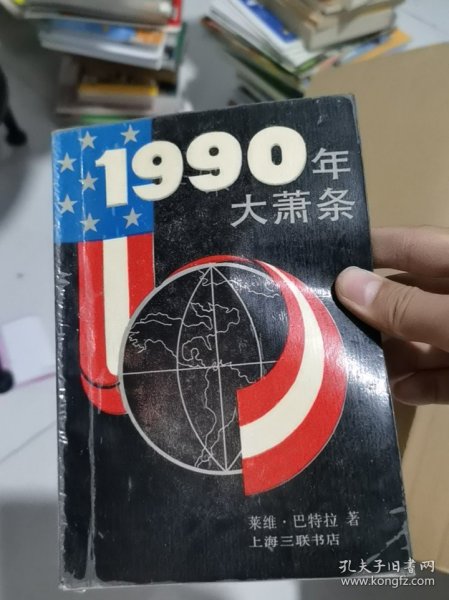 1990年
大萧条
莱维·巴特拉 著
上海三联书店
孔夫子旧书网
www.kongfz.com